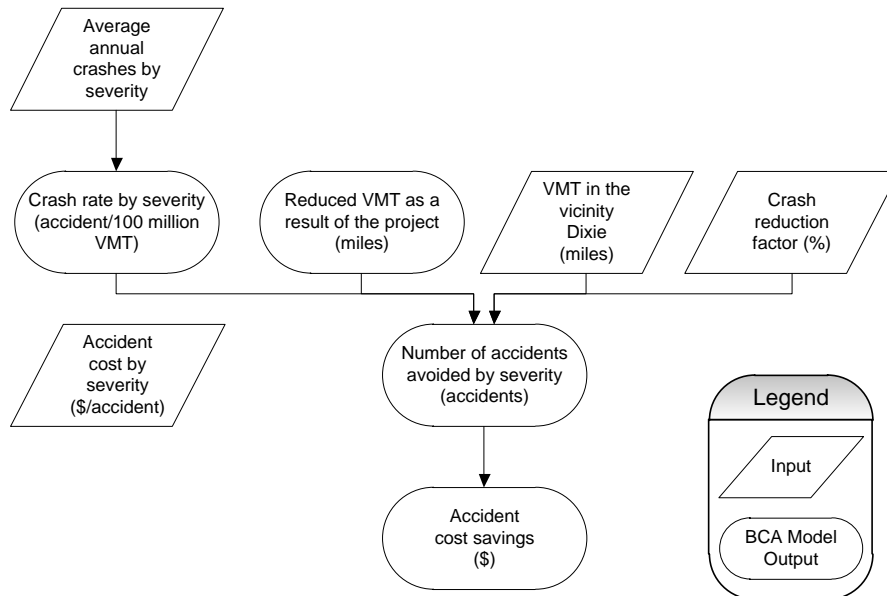 Average
annual
crashes by
severity
Crash rate by severity
(accident/100 million
VMT)
Reduced VMT as a
result of the project
(miles)
VMT in the
vicinity
Dixie
(miles)
Crash
reduction
factor (%)
Accident
cost by
severity
($/accident)
Number of accidents
avoided by severity
(accidents)
Accident
cost savings
($)
Legend
Input
BCA Model
Output